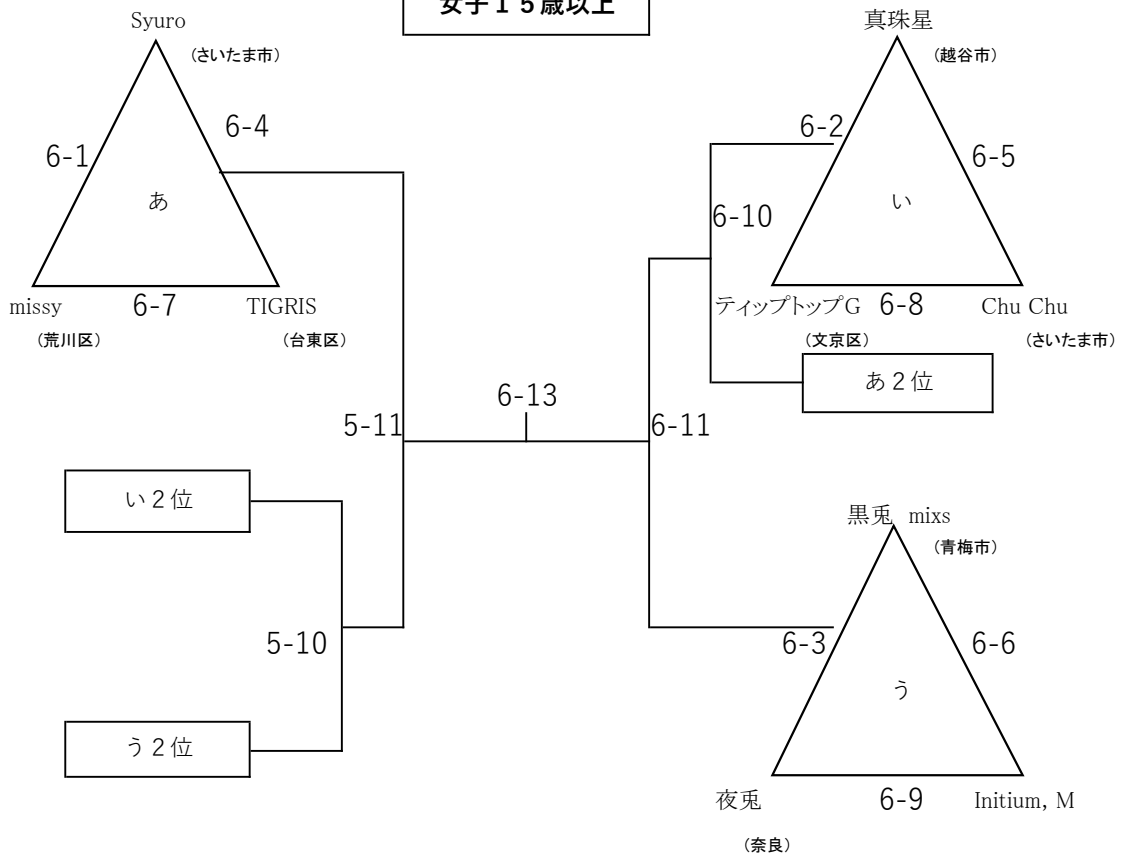 女子１５歳以上
Syuro
(さいたま市)
6-1
6-4
あ
missy
(荒川区)
6-7
TIGRIS
(台東区)
真珠星
(越谷市)
6-2
6-5
6-10
い
ティップトップG
(文京区)
6-8
Chu Chu
(さいたま市)
あ２位
6-13
5-11
6-11
い２位
5-10
う２位
黒兎 mixs
(青梅市)
6-3
6-6
う
夜兎
(奈良)
6-9
Initium, M